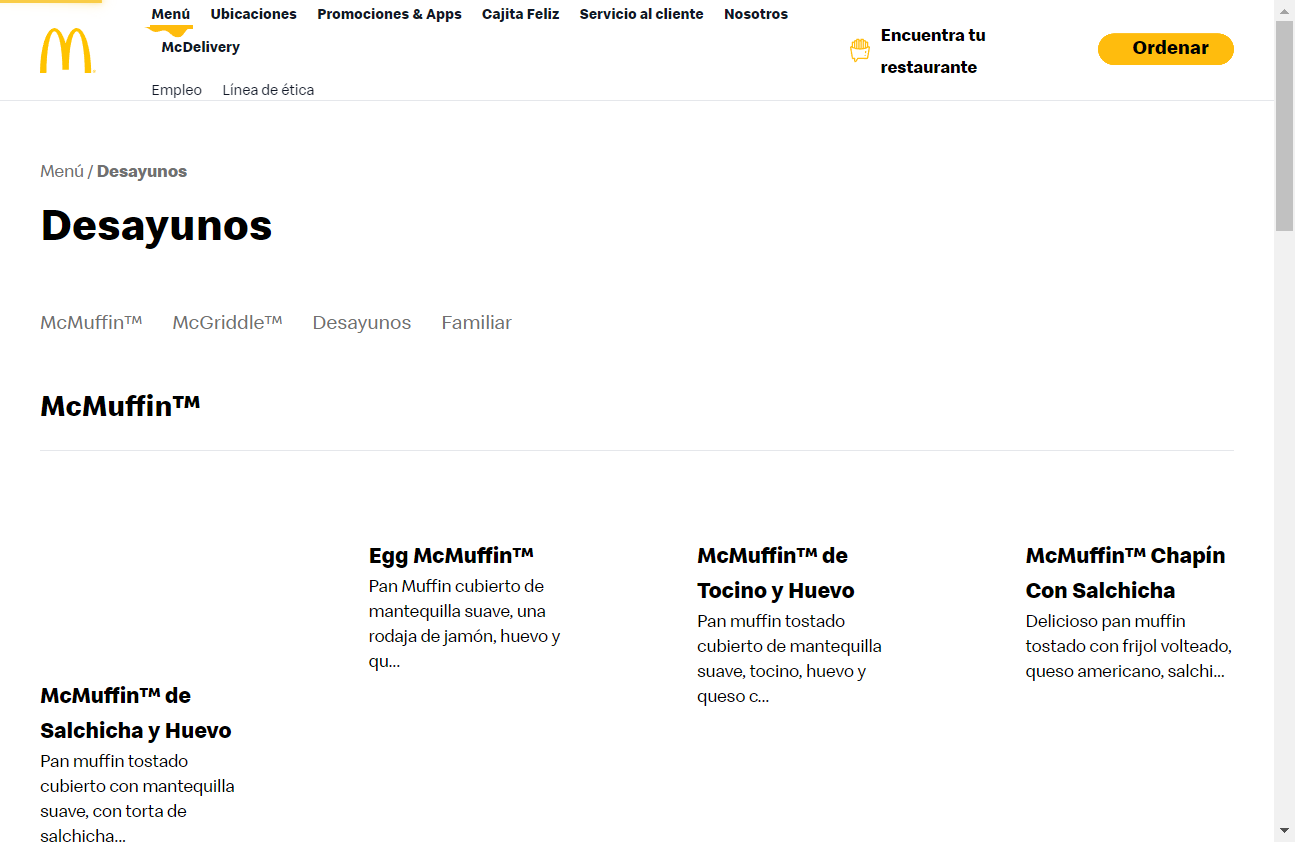 Menú Ubicaciones Promociones & Apps Cajita Feliz Servicio al cliente Nosotros
McDelivery
Empleo Línea de ética
Encuentra tu
restaurante
Ordenar
Menú / Desayunos
Desayunos
McMuffin™ McGriddle™ Desayunos Familiar
McMuffin™
McMuffin™ de
Salchicha y Huevo
Pan muffin tostado
cubierto con mantequilla
suave, con torta de
salchicha...
Egg McMuffin™
Pan Muffin cubierto de
mantequilla suave, una
rodaja de jamón, huevo y
qu...
McMuffin™ de
Tocino y Huevo
Pan muffin tostado
cubierto de mantequilla
suave, tocino, huevo y
queso c...
McMuffin™ Chapín
Con Salchicha
Delicioso pan muffin
tostado con frijol volteado,
queso americano, salchi...